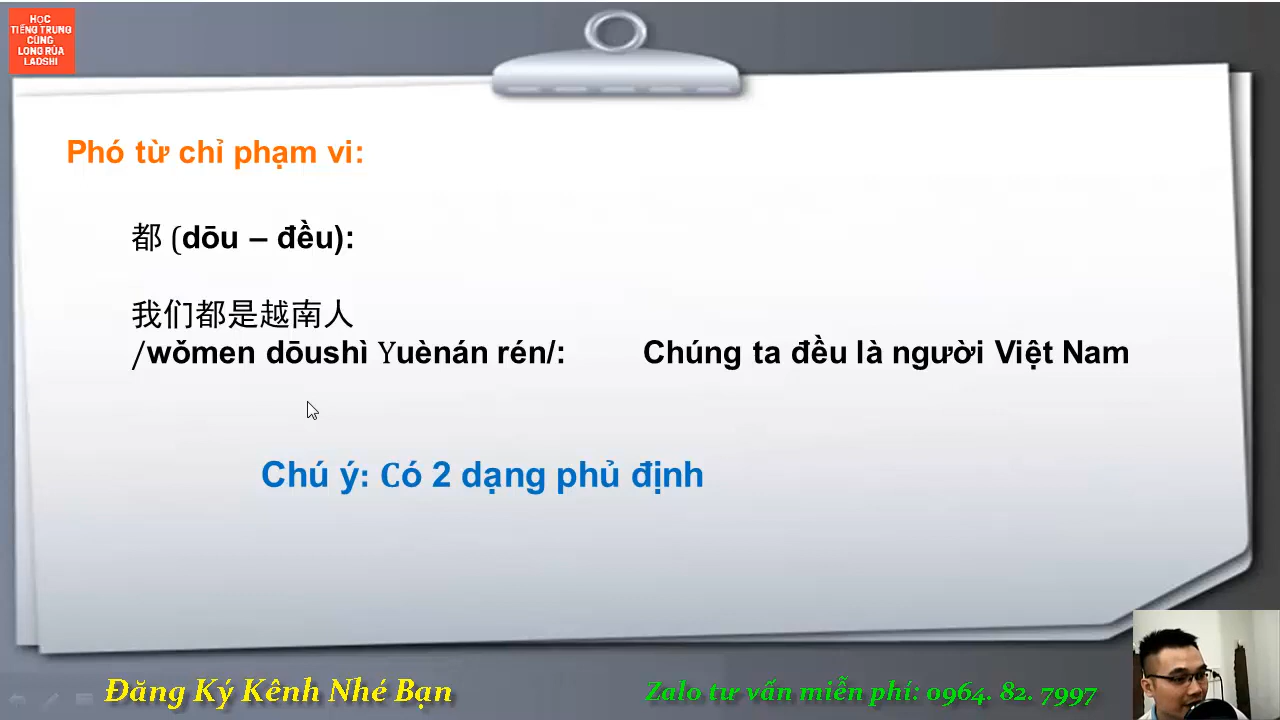 HỌC
TIẾNG TRUNG
CÙNG
LONG RÙA
LAOSHI
Phó từ chỉ phạm vi:
都 (dōu – đều):
我们都是越南人
/wǒmen dōushì Yuènán rén/: Chúng ta đều là người Việt Nam
Chú ý: Có 2 dạng phủ định
Đăng Ký Kênh Nhé Bạn
Zalo tư vấn miễn phí: 0964. 82. 7997